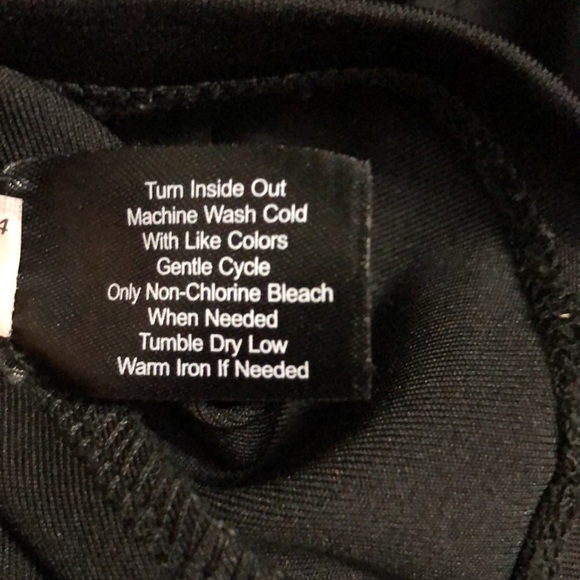 4
Turn Inside Out
Machine Wash Cold
With Like Colors
Gentle Cycle
Only Non-Chlorine Bleach
When Needed
Tumble Dry Low
Warm Iron If Needed